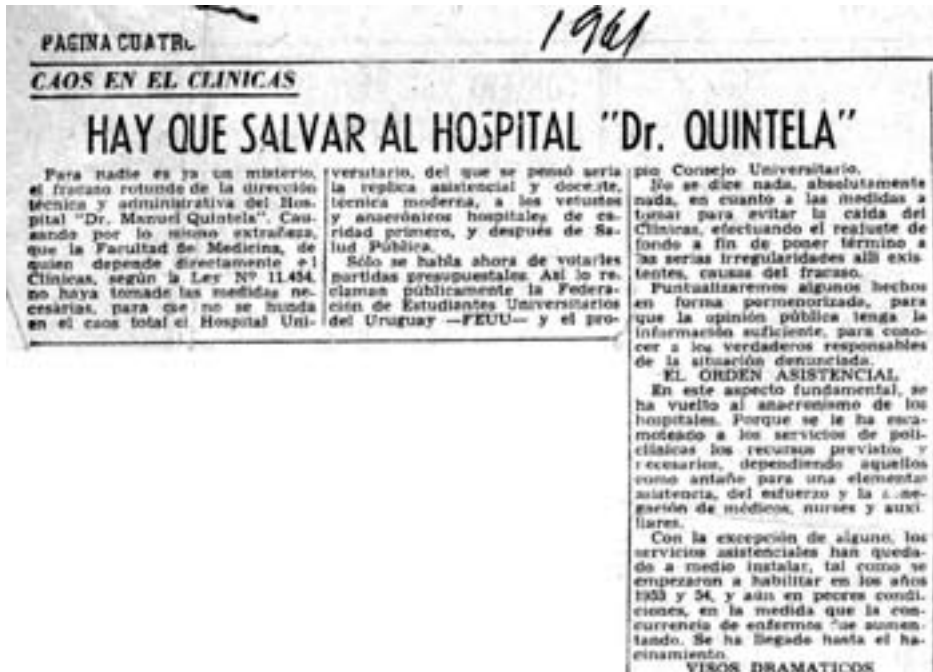 1961
PAGINA CUATRO
CAOS EN EL CLINICAS
HAY QUE SALVAR AL HOSPITAL "Dr. QUINTELA"
Para nadie es ya un misterio,
el fracaso rotundo de la dirección
técnica y administrativa del Hos-
pital "Dr. Manuel Quintela". Cau-
sando por lo mismo extrañeza,
que la Facultad de Medicina, de
quien depende directamente el
Clínicas, según la Ley Nº 11.454,
no haya tomado las medidas ne-
cesarias, para que no se hunda
en el caos total el Hospital Uni-
versitario, del que se pensó sería
la replica asistencial y docente,
técnica moderna, a los vetustos
y anacrónicos hospitales de ca-
ridad primero, y después de Sa-
lud Pública.
Sólo se habla ahora de votarles
partidas presupuestales. Así lo re-
claman públicamente la Federa-
ción de Estudiantes Universitarios
del Uruguay —FEUU— y el pro-
pio Consejo Universitario.
No se dice nada, absolutamente
nada, en cuanto a las medidas a
tomar para evitar la caída del
Clínicas, efectuando el reajuste de
fondo a fin de poner término a
las serias irregularidades allí exis-
tentes, causas del fracaso.
Puntualizaremos algunos hechos
en forma pormenorizada, para
que la opinión pública tenga la
información suficiente, para cono-
cer a los verdaderos responsables
de la situación denunciada.
EL ORDEN ASISTENCIAL
En este aspecto fundamental, se
ha vuelto al anacronismo de los
hospitales. Porque se le ha esca-
moteado a los servicios de poli-
clínicas los recursos previstos y
necesarios, dependiendo aquellos
como antaño para una elemental
asistencia, del esfuerzo y la abne-
gación de médicos, nurses y auxi-
liares.
Con la excepción de alguno, los
servicios asistenciales han queda-
do a medio instalar, tal como se
empezaron a habilitar en los años
1953 y 54, y aún en peores condi-
ciones, en la medida que la con-
currencia de enfermos fue aumen-
tando. Se ha llegado hasta el ha-
cinamiento.
VISOS DRAMATICOS